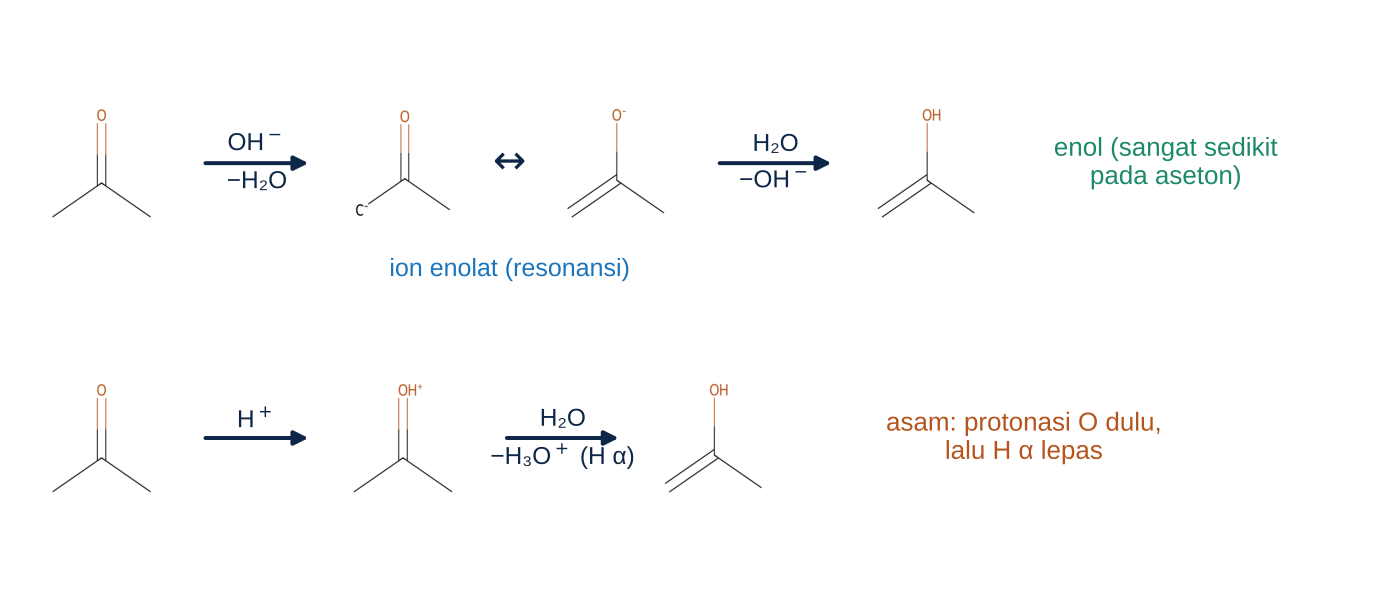 O
OH⁻
−H₂O
O
C⁻
↔
O⁻
H₂O
−OH⁻
OH
enol (sangat sedikit
pada aseton)
ion enolat (resonansi)
O
H⁺
OH⁺
H₂O
−H₃O⁺ (H α)
OH
asam: protonasi O dulu,
lalu H α lepas